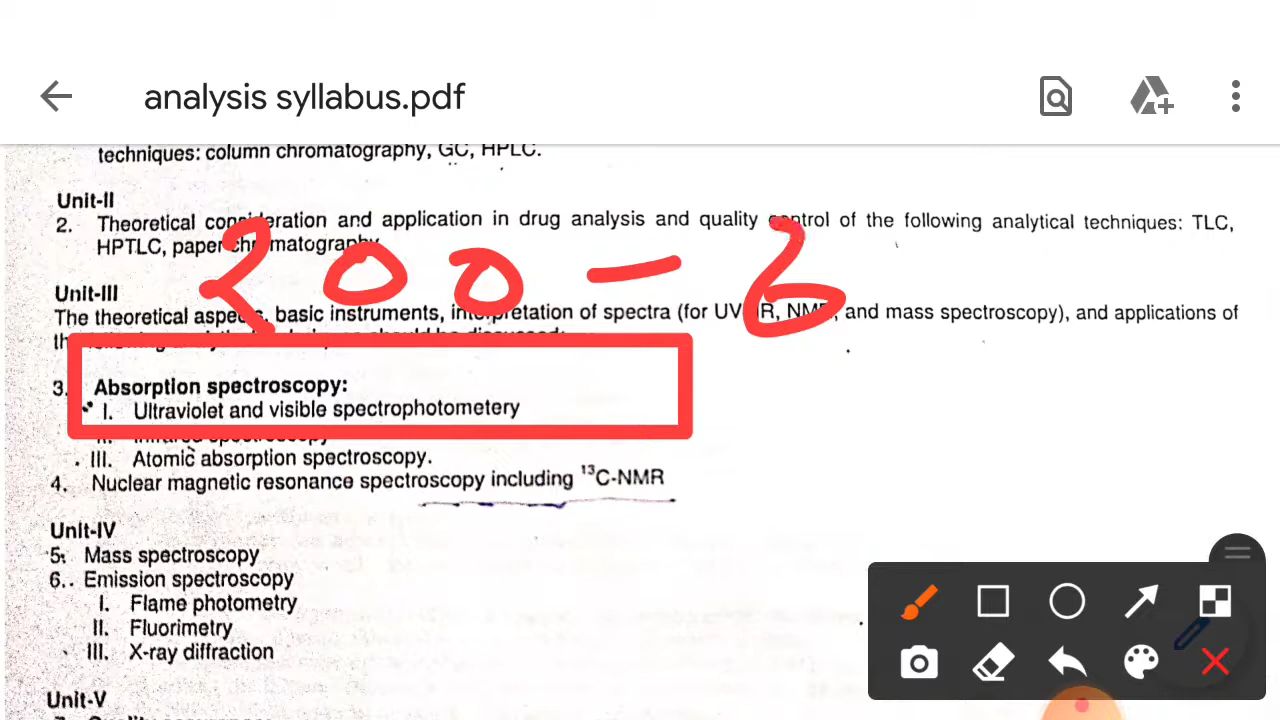 analysis syllabus.pdf
techniques: column chromatography, GC, HPLC.
Unit-II
2. Theoretical consideration and application in drug analysis and quality control of the following analytical techniques: TLC,
HPTLC, paper chromatography
200-6
Unit-III
The theoretical aspects, basic instruments, interpretation of spectra (for UV, IR, NMR, and mass spectroscopy), and applications of
3. Absorption spectroscopy:
I. Ultraviolet and visible spectrophotometery
II. Infrared spectroscopy
III. Atomic absorption spectroscopy.
4. Nuclear magnetic resonance spectroscopy including ¹³C-NMR
Unit-IV
5. Mass spectroscopy
6. Emission spectroscopy
I. Flame photometry
II. Fluorimetry
III. X-ray diffraction
Unit-V